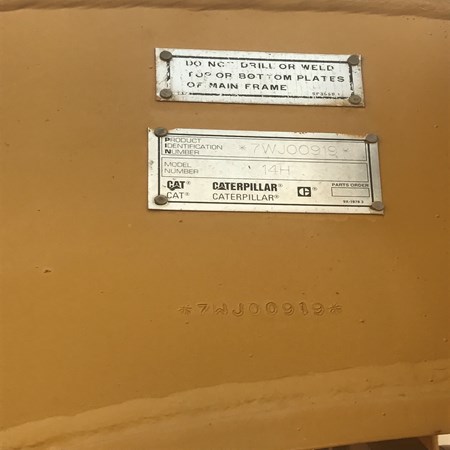 DO NOT DRILL OR WELD
TOP OR BOTTOM PLATES
OF MAIN FRAME
PRODUCT
IDENTIFICATION
NUMBER
*7WJ00919*
MODEL
NUMBER
14H
CAT® CATERPILLAR® C®
PARTS ORDER
CAT® CATERPILLAR®
*7WJ00919*